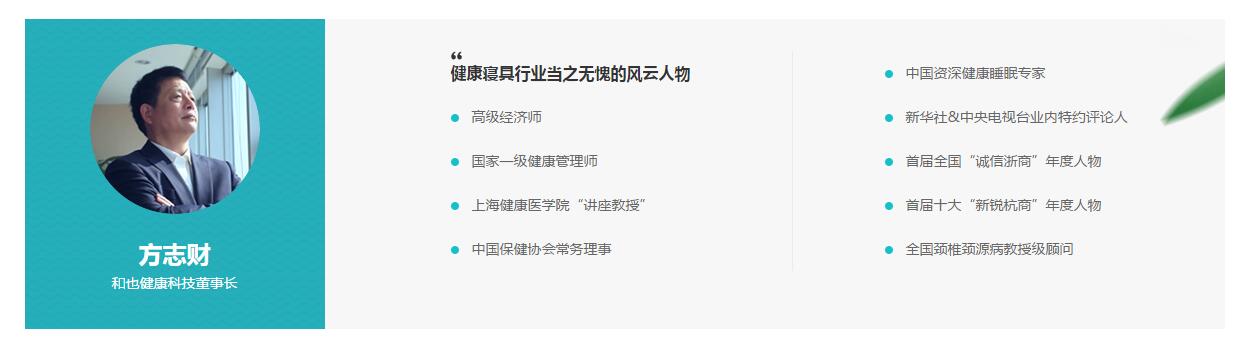 方志财
和也健康科技董事长
“
健康寝具行业当之无愧的风云人物
高级经济师
国家一级健康管理师
上海健康医学院“讲座教授”
中国保健协会常务理事
中国资深健康睡眠专家
新华社&中央电视台业内特约评论人
首届全国“诚信浙商”年度人物
首届十大“新锐杭商”年度人物
全国颈椎颈源病教授级顾问